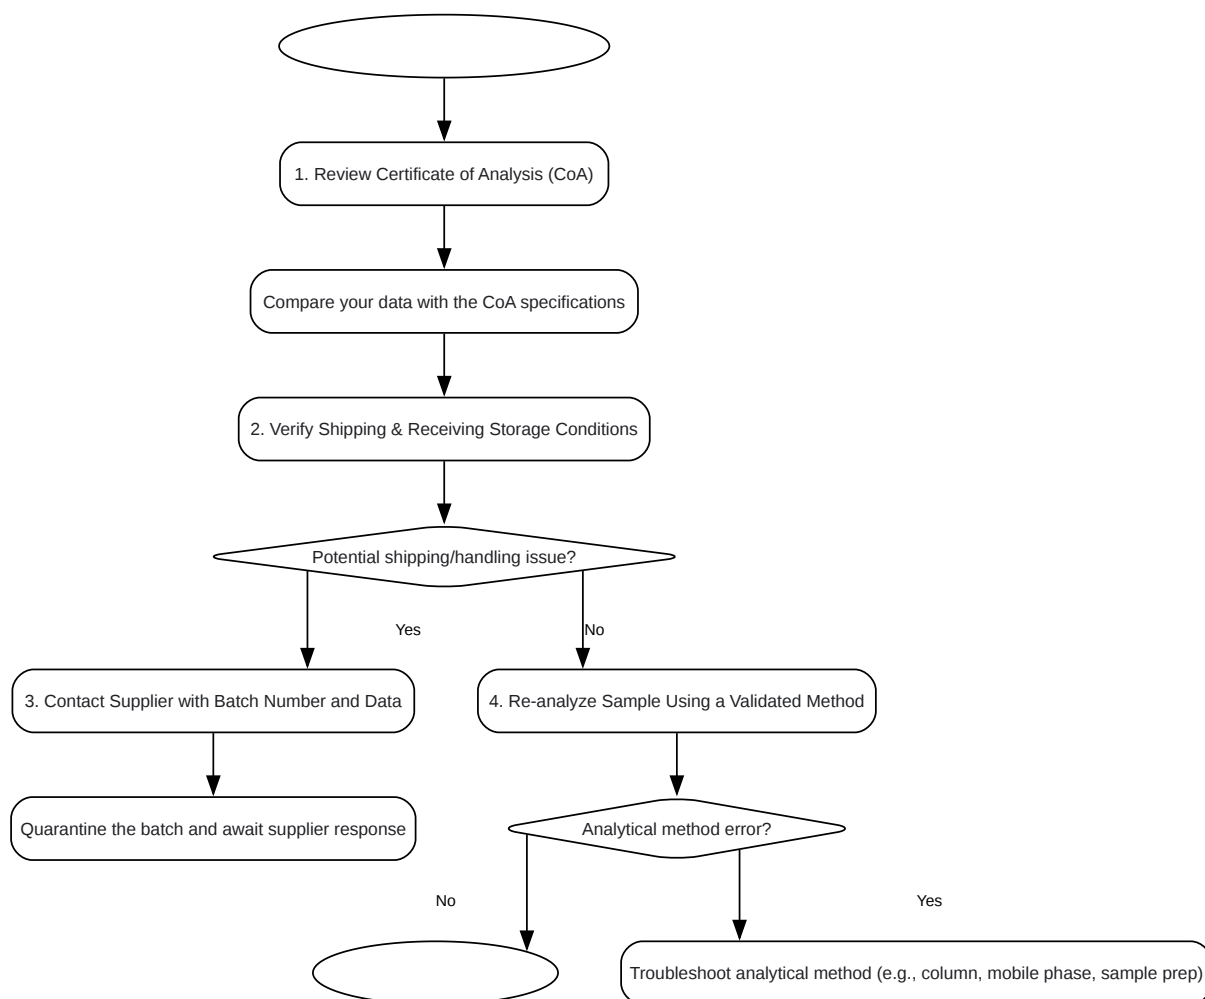 1. Review Certificate of Analysis (CoA)
Compare your data with the CoA specifications
2. Verify Shipping & Receiving Storage Conditions
Potential shipping/handling issue?
Yes
No
3. Contact Supplier with Batch Number and Data
4. Re-analyze Sample Using a Validated Method
Quarantine the batch and await supplier response
Analytical method error?
No
Yes
Troubleshoot analytical method (e.g., column, mobile phase, sample prep)